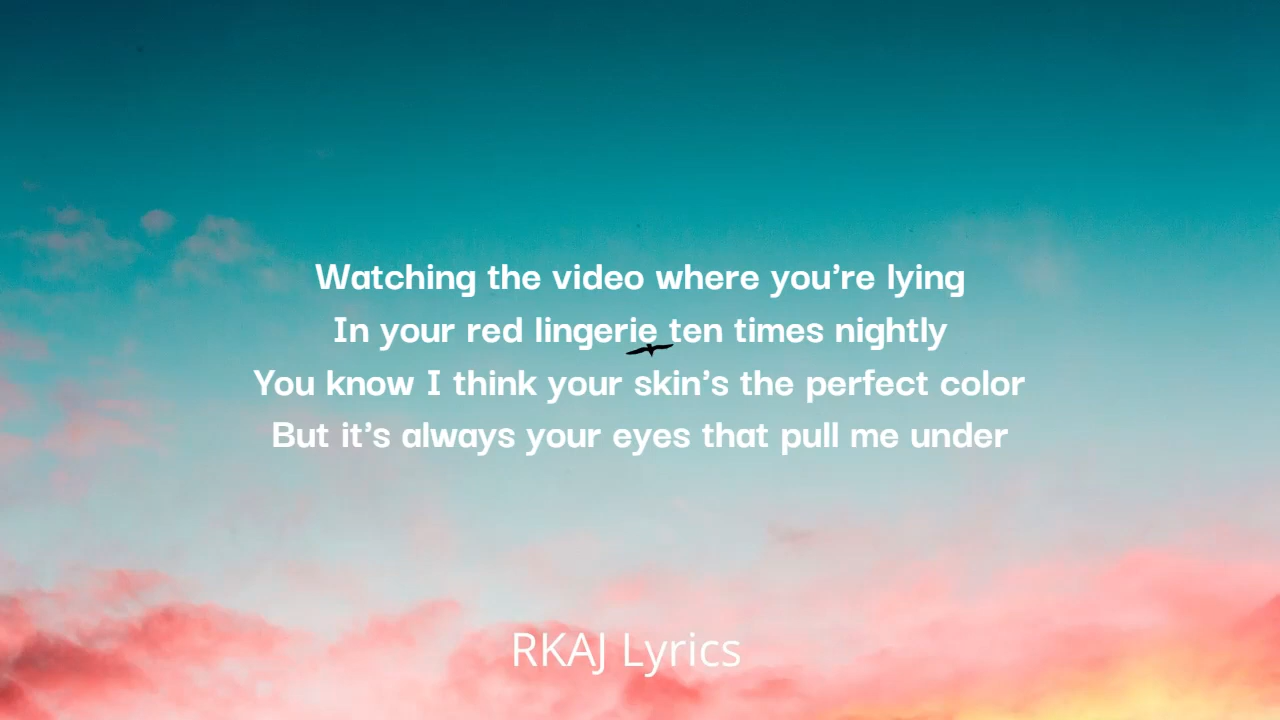 Watching the video where you’re lying
In your red lingerie ten times nightly
You know I think your skin’s the perfect color
But it’s always your eyes that pull me under
RKAJ Lyrics